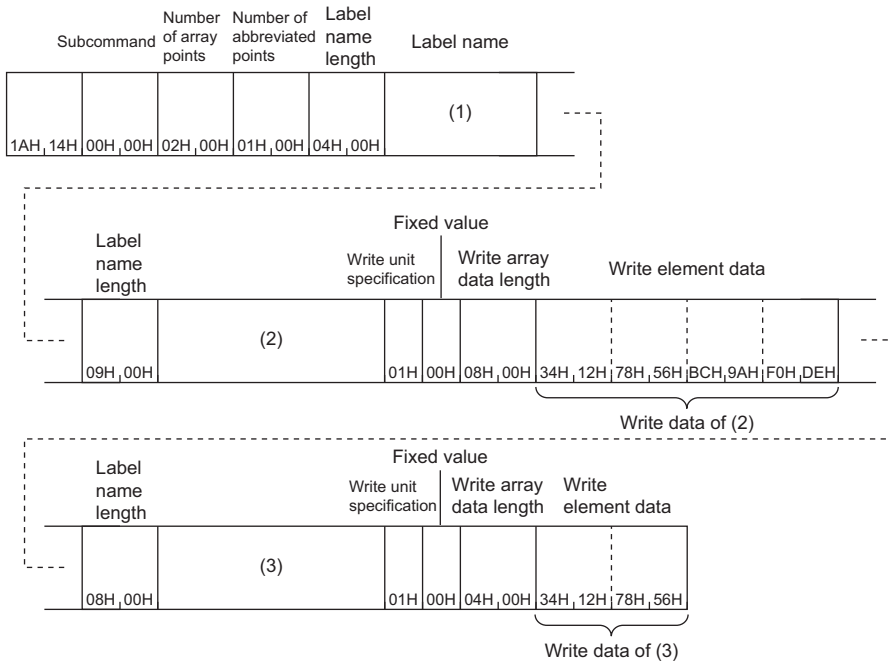 Subcommand
Number
of array
points
Number of
abbreviated
points
Label
name
length
Label name
(1)
1AH 14H 00H 00H 02H 00H 01H 00H 04H 00H
Label
name
length
Write unit
specification
Fixed value
Write array
data length
Write element data
(2)
09H 00H 01H 00H 08H 00H 34H 12H 78H 56H BCH 9AH F0H DEH
Write data of (2)
Label
name
length
Write unit
specification
Fixed value
Write array
data length
Write
element data
(3)
08H 00H 01H 00H 04H 00H 34H 12H 78H 56H
Write data of (3)